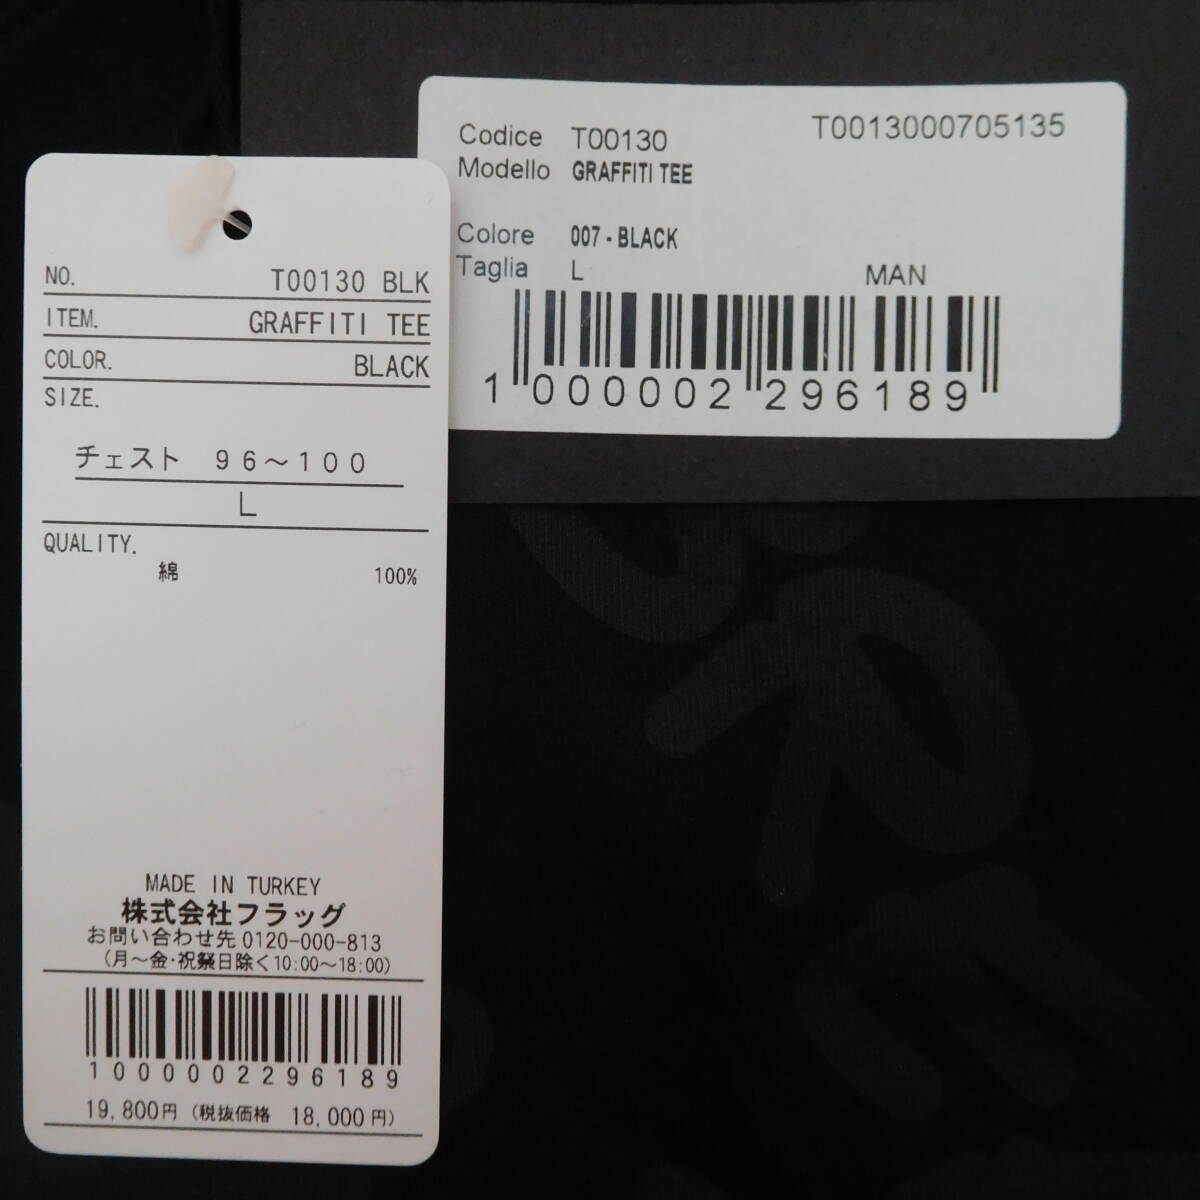 NO. T00130 BLK
ITEM. GRAFFITI TEE
COLOR. BLACK
SIZE.
チェスト 96～100
L
QUALITY.
綿 100%
MADE IN TURKEY
株式会社フラッグ
お問い合わせ先 0120-000-813
(月～金・祝祭日除く10:00～18:00)
1000002296189
19,800円 (税抜価格 18,000円)
Codice T00130 T0013000705135
Modello GRAFFITI TEE
Colore 007 - BLACK
Taglia L MAN
1 000002 296189